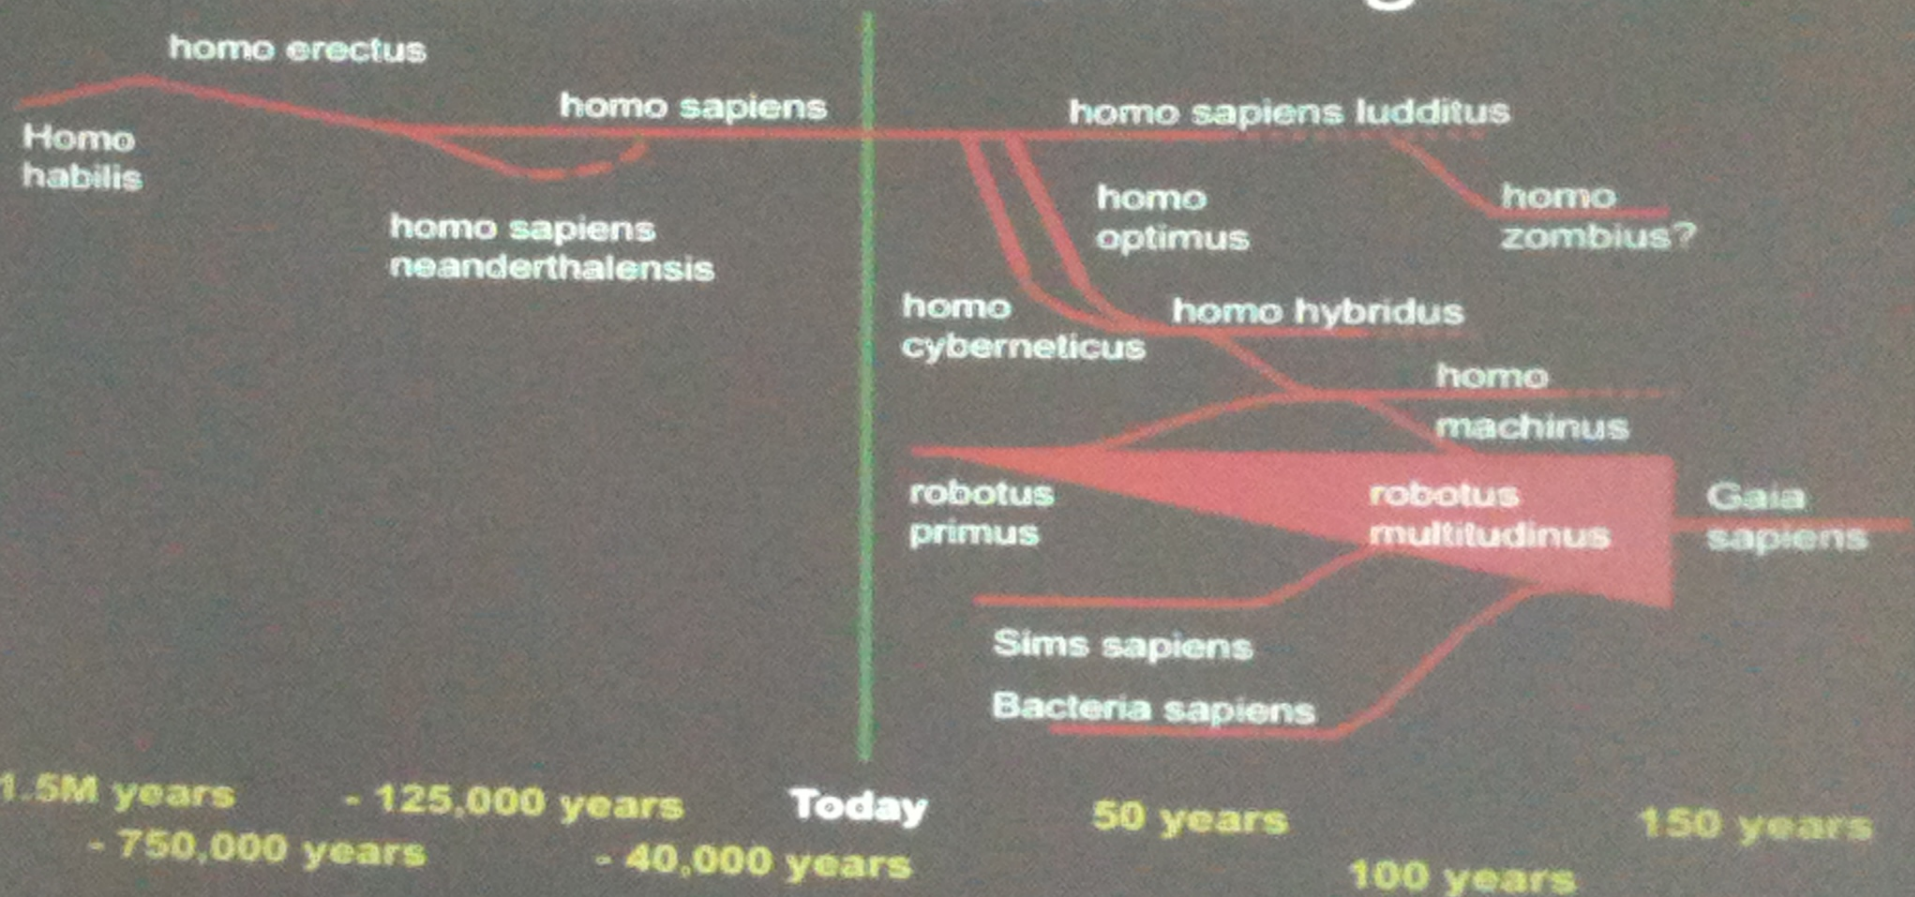 homo erectus
homo sapiens
homo sapiens ludditus
Homo
habilis
homo sapiens
neanderthalensis
homo
optimus
homo
zombius?
homo
cyberneticus
homo hybridus
homo
machinus
robotus
primus
robotus
multitudinus
Gaia
sapiens
Sims sapiens
Bacteria sapiens
1.5M years
- 750,000 years
- 125,000 years
- 40,000 years
Today
50 years
100 years
150 years